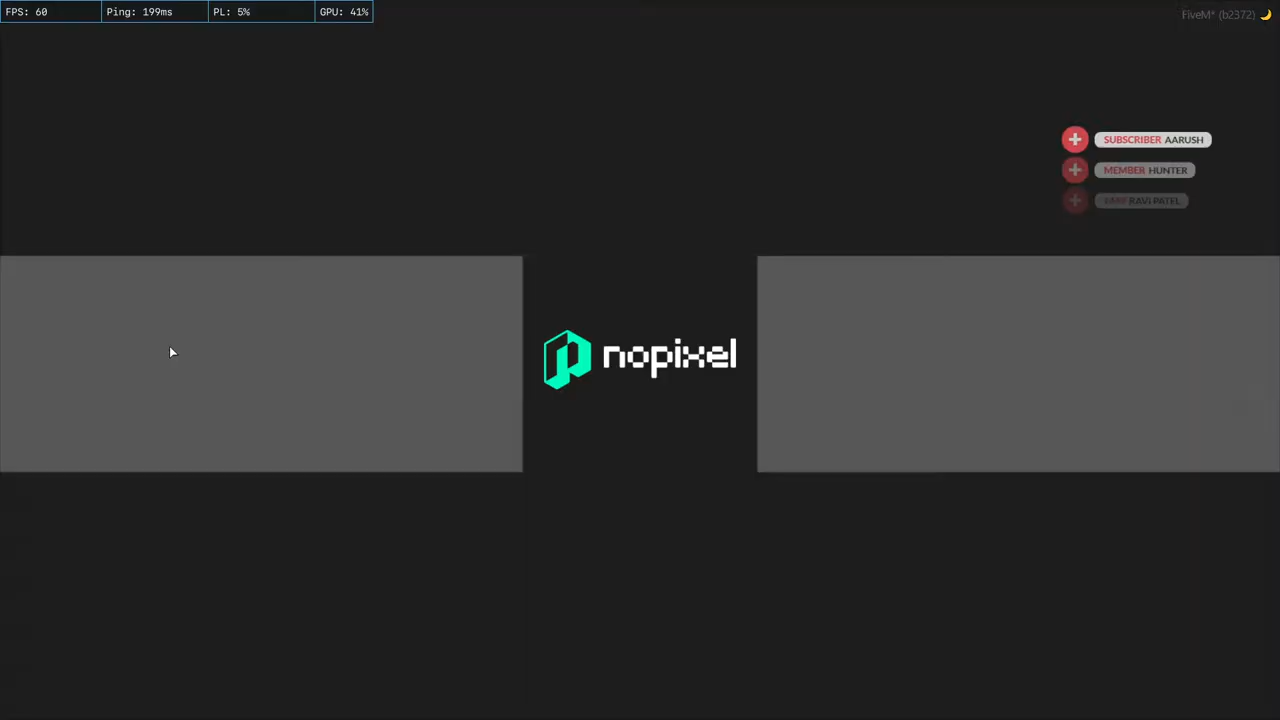 FPS: 60 Ping: 199ms PL: 5% GPU: 41%
FiveM* (b2372) 🌙
SUBSCRIBER AARUSH
MEMBER HUNTER
RAVI PATEL
nopixel